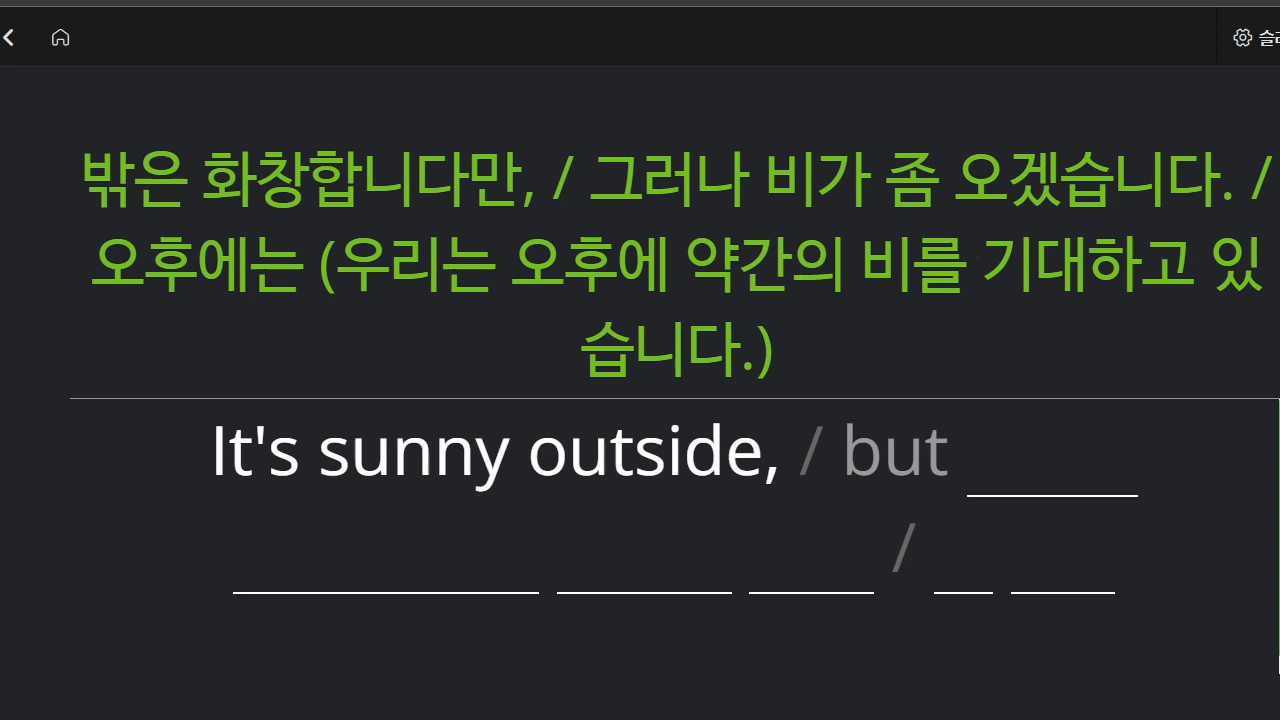 밖은 화창합니다만, / 그러나 비가 좀 오겠습니다. /
오후에는 (우리는 오후에 약간의 비를 기대하고 있
습니다.)
It's sunny outside, / but
/